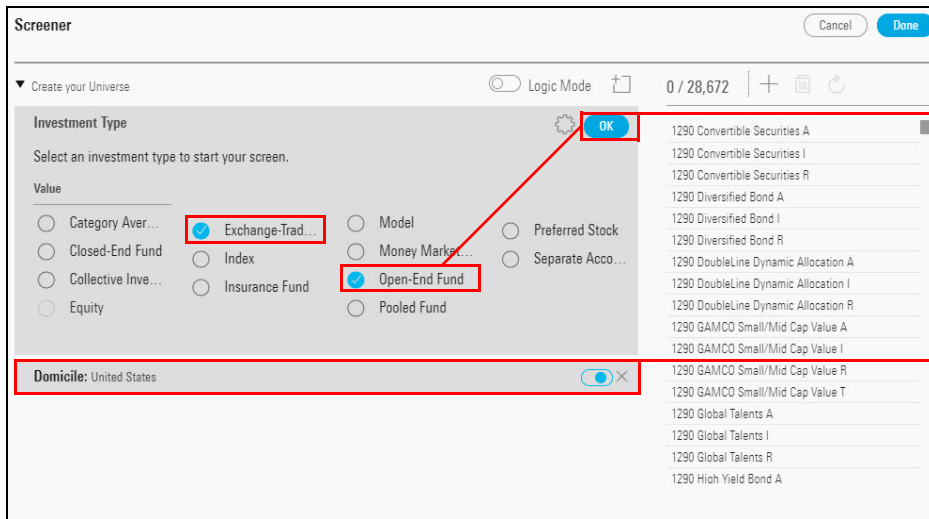 Screener
Cancel
Done
Create your Universe
Logic Mode
0 / 28,672
Investment Type
OK
Select an investment type to start your screen.
Value
Category Aver...
Closed-End Fund
Collective Inve...
Equity
Exchange-Trad...
Index
Insurance Fund
Model
Money Market...
Open-End Fund
Pooled Fund
Preferred Stock
Separate Acco...
Domicile: United States
1290 Convertible Securities A
1290 Convertible Securities I
1290 Convertible Securities R
1290 Diversified Bond A
1290 Diversified Bond I
1290 Diversified Bond R
1290 DoubleLine Dynamic Allocation A
1290 DoubleLine Dynamic Allocation I
1290 DoubleLine Dynamic Allocation R
1290 GAMCO Small/Mid Cap Value A
1290 GAMCO Small/Mid Cap Value I
1290 GAMCO Small/Mid Cap Value R
1290 GAMCO Small/Mid Cap Value T
1290 Global Talents A
1290 Global Talents I
1290 Global Talents R
1290 High Yield Bond A